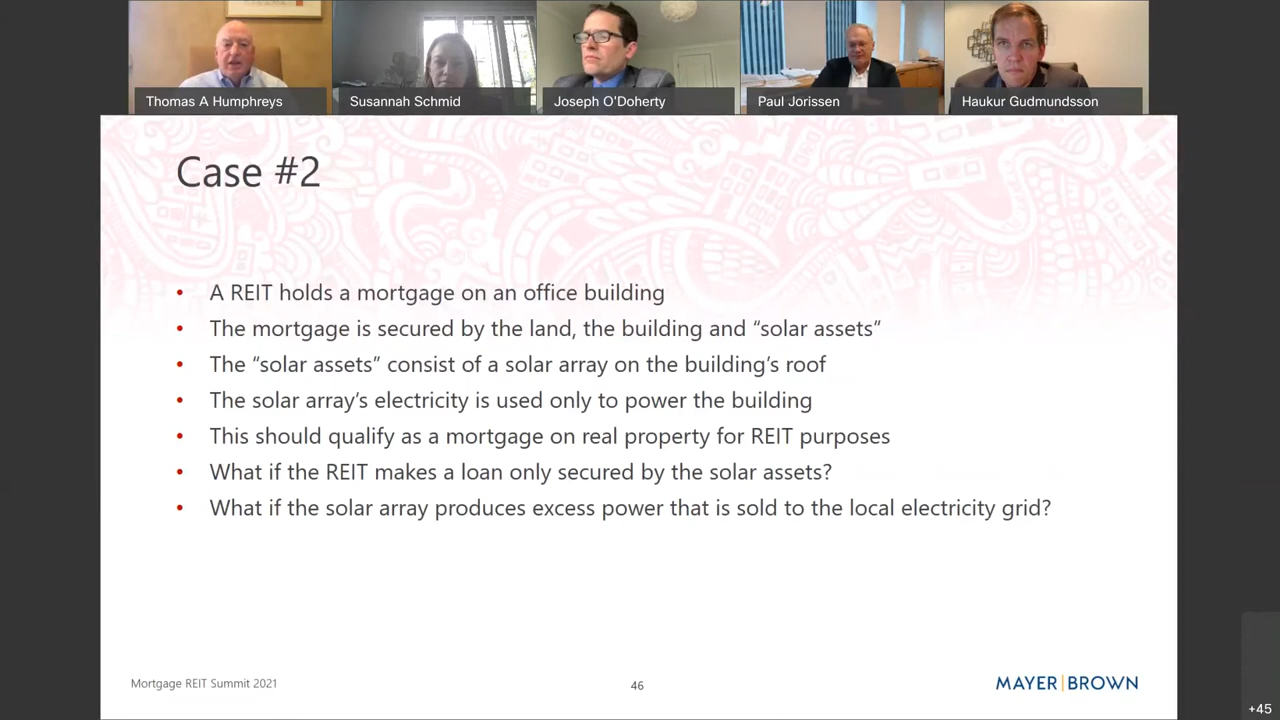 Thomas A Humphreys
Susannah Schmid
Joseph O'Doherty
Paul Jorissen
Haukur Gudmundsson
Case #2
• A REIT holds a mortgage on an office building
• The mortgage is secured by the land, the building and “solar assets”
• The “solar assets” consist of a solar array on the building’s roof
• The solar array’s electricity is used only to power the building
• This should qualify as a mortgage on real property for REIT purposes
• What if the REIT makes a loan only secured by the solar assets?
• What if the solar array produces excess power that is sold to the local electricity grid?
Mortgage REIT Summit 2021
46
MAYER|BROWN
+45